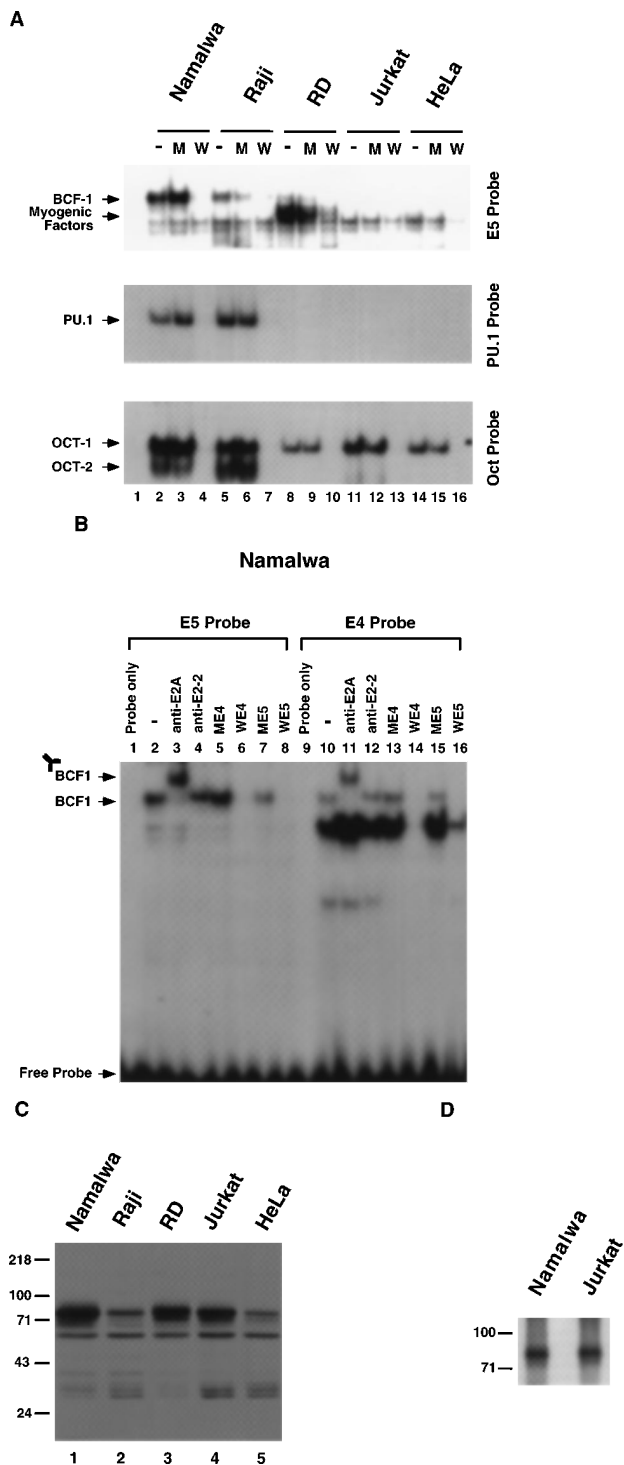 A
Namalwa Raji RD Jurkat HeLa
- M W - M W - M W - M W - M W
BCF-1
Myogenic
Factors
E5 Probe
PU.1
PU.1 Probe
OCT-1
OCT-2
Oct Probe
1 2 3 4 5 6 7 8 9 10 11 12 13 14 15 16
B
Namalwa
E5 Probe E4 Probe
Probe only - anti-E2A anti-E2-2 ME4 WE4 ME5 WE5 Probe only - anti-E2A anti-E2-2 ME4 WE4 ME5 WE5
1 2 3 4 5 6 7 8 9 10 11 12 13 14 15 16
BCF1
BCF1
Free Probe
C
Namalwa Raji RD Jurkat HeLa
218
100
71
43
24
1 2 3 4 5
D
Namalwa Jurkat
100
71